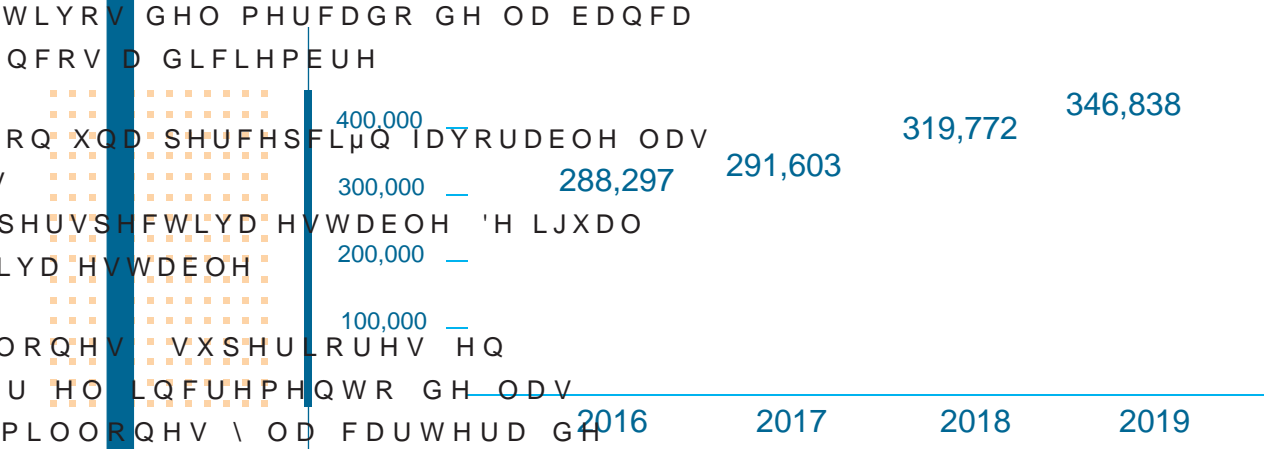 WLYRV GHO PHUFDGR GH OD EDQFD
QFRV D GLFLHPEUH
RQ XQD SHUFHSFLµQ IDYRUDEOH ODV
SHUVSHFWLYD HVWDEOH 'H LJXDO
LYD HVWDEOH
ORQHV VXSHULRUHV HQ
U HO LQFUHPHQWR GH ODV
PLOORQHV \ OD FDUWHUD GH
400,000
300,000
200,000
100,000
288,297
291,603
319,772
346,838
2016 2017 2018 2019